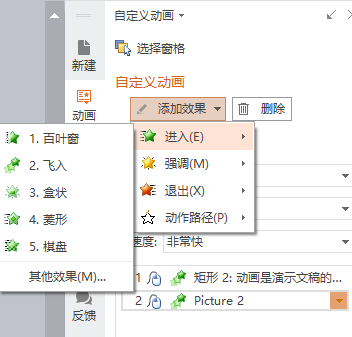 自定义动画
选择窗格
新建
自定义动画
动画
添加效果
删除
进入(E)
强调(M)
退出(X)
动作路径(P)
1. 百叶窗
2. 飞入
3. 盒状
4. 菱形
5. 棋盘
其他效果(M)...
速度: 非常快
1 矩形 2: 动画是演示文稿的...
2 Picture 2
反馈